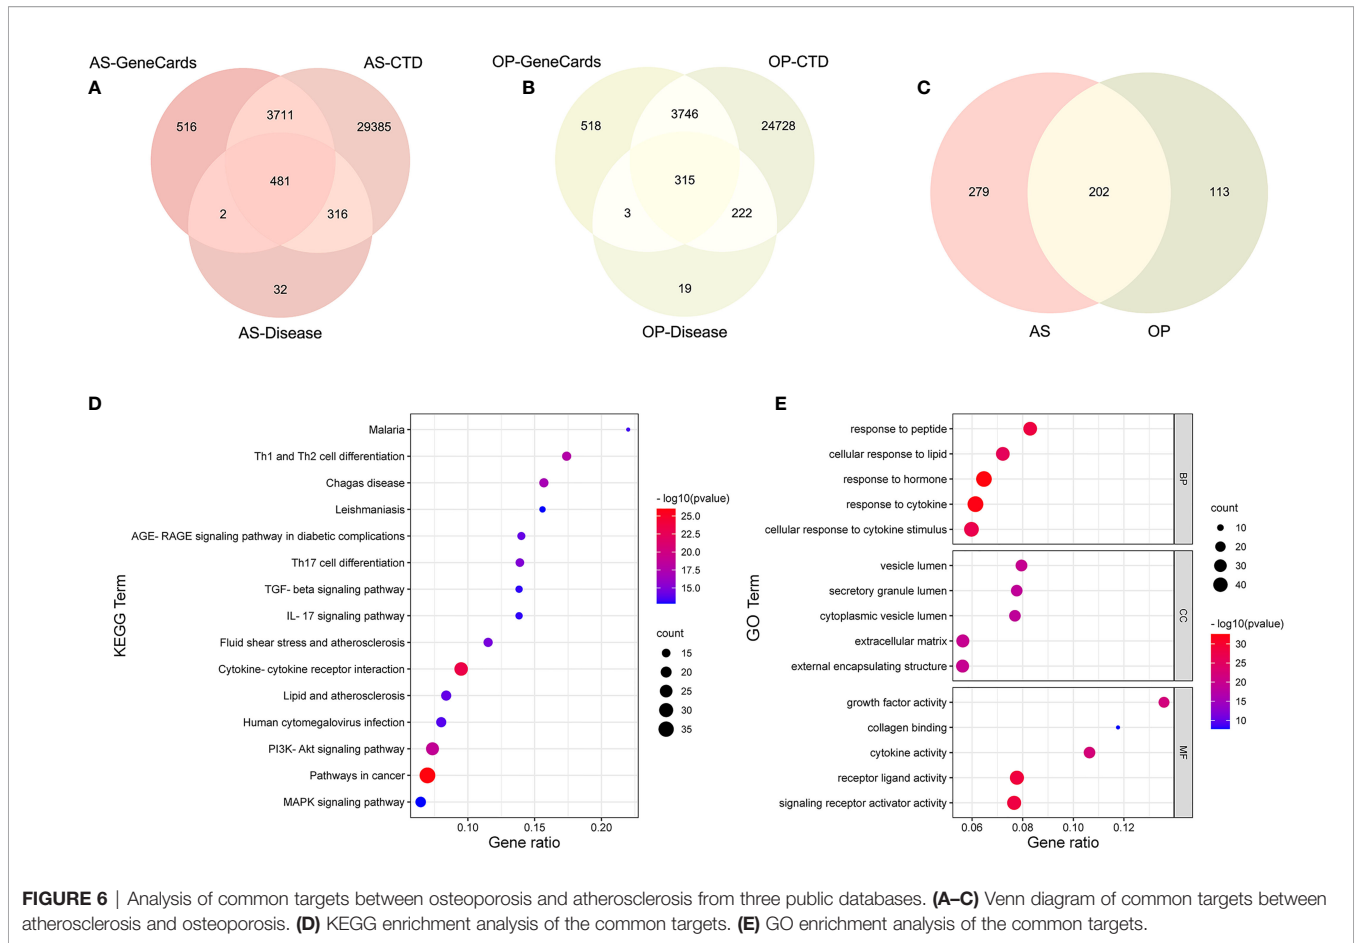 AS-GeneCards
AS-CTD
A
516
3711
29385
481
2
316
32
AS-Disease
OP-GeneCards
OP-CTD
B
518
3746
24728
315
3
222
19
OP-Disease
C
279
202
113
AS
OP
D
KEGG Term
Malaria
Th1 and Th2 cell differentiation
Chagas disease
Leishmaniasis
AGE- RAGE signaling pathway in diabetic complications
Th17 cell differentiation
TGF- beta signaling pathway
IL- 17 signaling pathway
Fluid shear stress and atherosclerosis
Cytokine- cytokine receptor interaction
Lipid and atherosclerosis
Human cytomegalovirus infection
PI3K- Akt signaling pathway
Pathways in cancer
MAPK signaling pathway
0.10 0.15 0.20
Gene ratio
- log10(pvalue)
25.0
22.5
20.0
17.5
15.0
count
15
20
25
30
35
E
GO Term
response to peptide
cellular response to lipid
response to hormone
response to cytokine
cellular response to cytokine stimulus
BP
vesicle lumen
secretory granule lumen
cytoplasmic vesicle lumen
extracellular matrix
external encapsulating structure
CC
growth factor activity
collagen binding
cytokine activity
receptor ligand activity
signaling receptor activator activity
MF
0.06 0.08 0.10 0.12
Gene ratio
count
10
20
30
40
- log10(pvalue)
30
25
20
15
10
FIGURE 6 | Analysis of common targets between osteoporosis and atherosclerosis from three public databases. (A–C) Venn diagram of common targets between
atherosclerosis and osteoporosis. (D) KEGG enrichment analysis of the common targets. (E) GO enrichment analysis of the common targets.